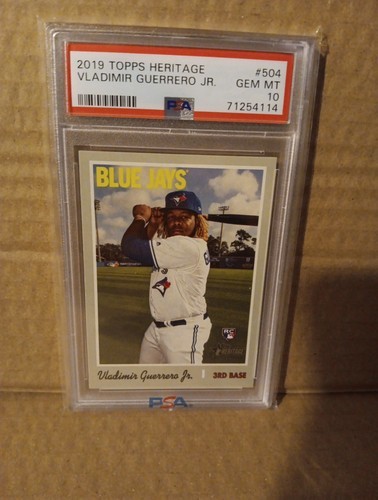 2019 TOPPS HERITAGE #504
VLADIMIR GUERRERO JR. GEM MT
10
PSA 71254114
BLUE JAYS
RC
Vladimir Guerrero Jr. 3RD BASE
PSA